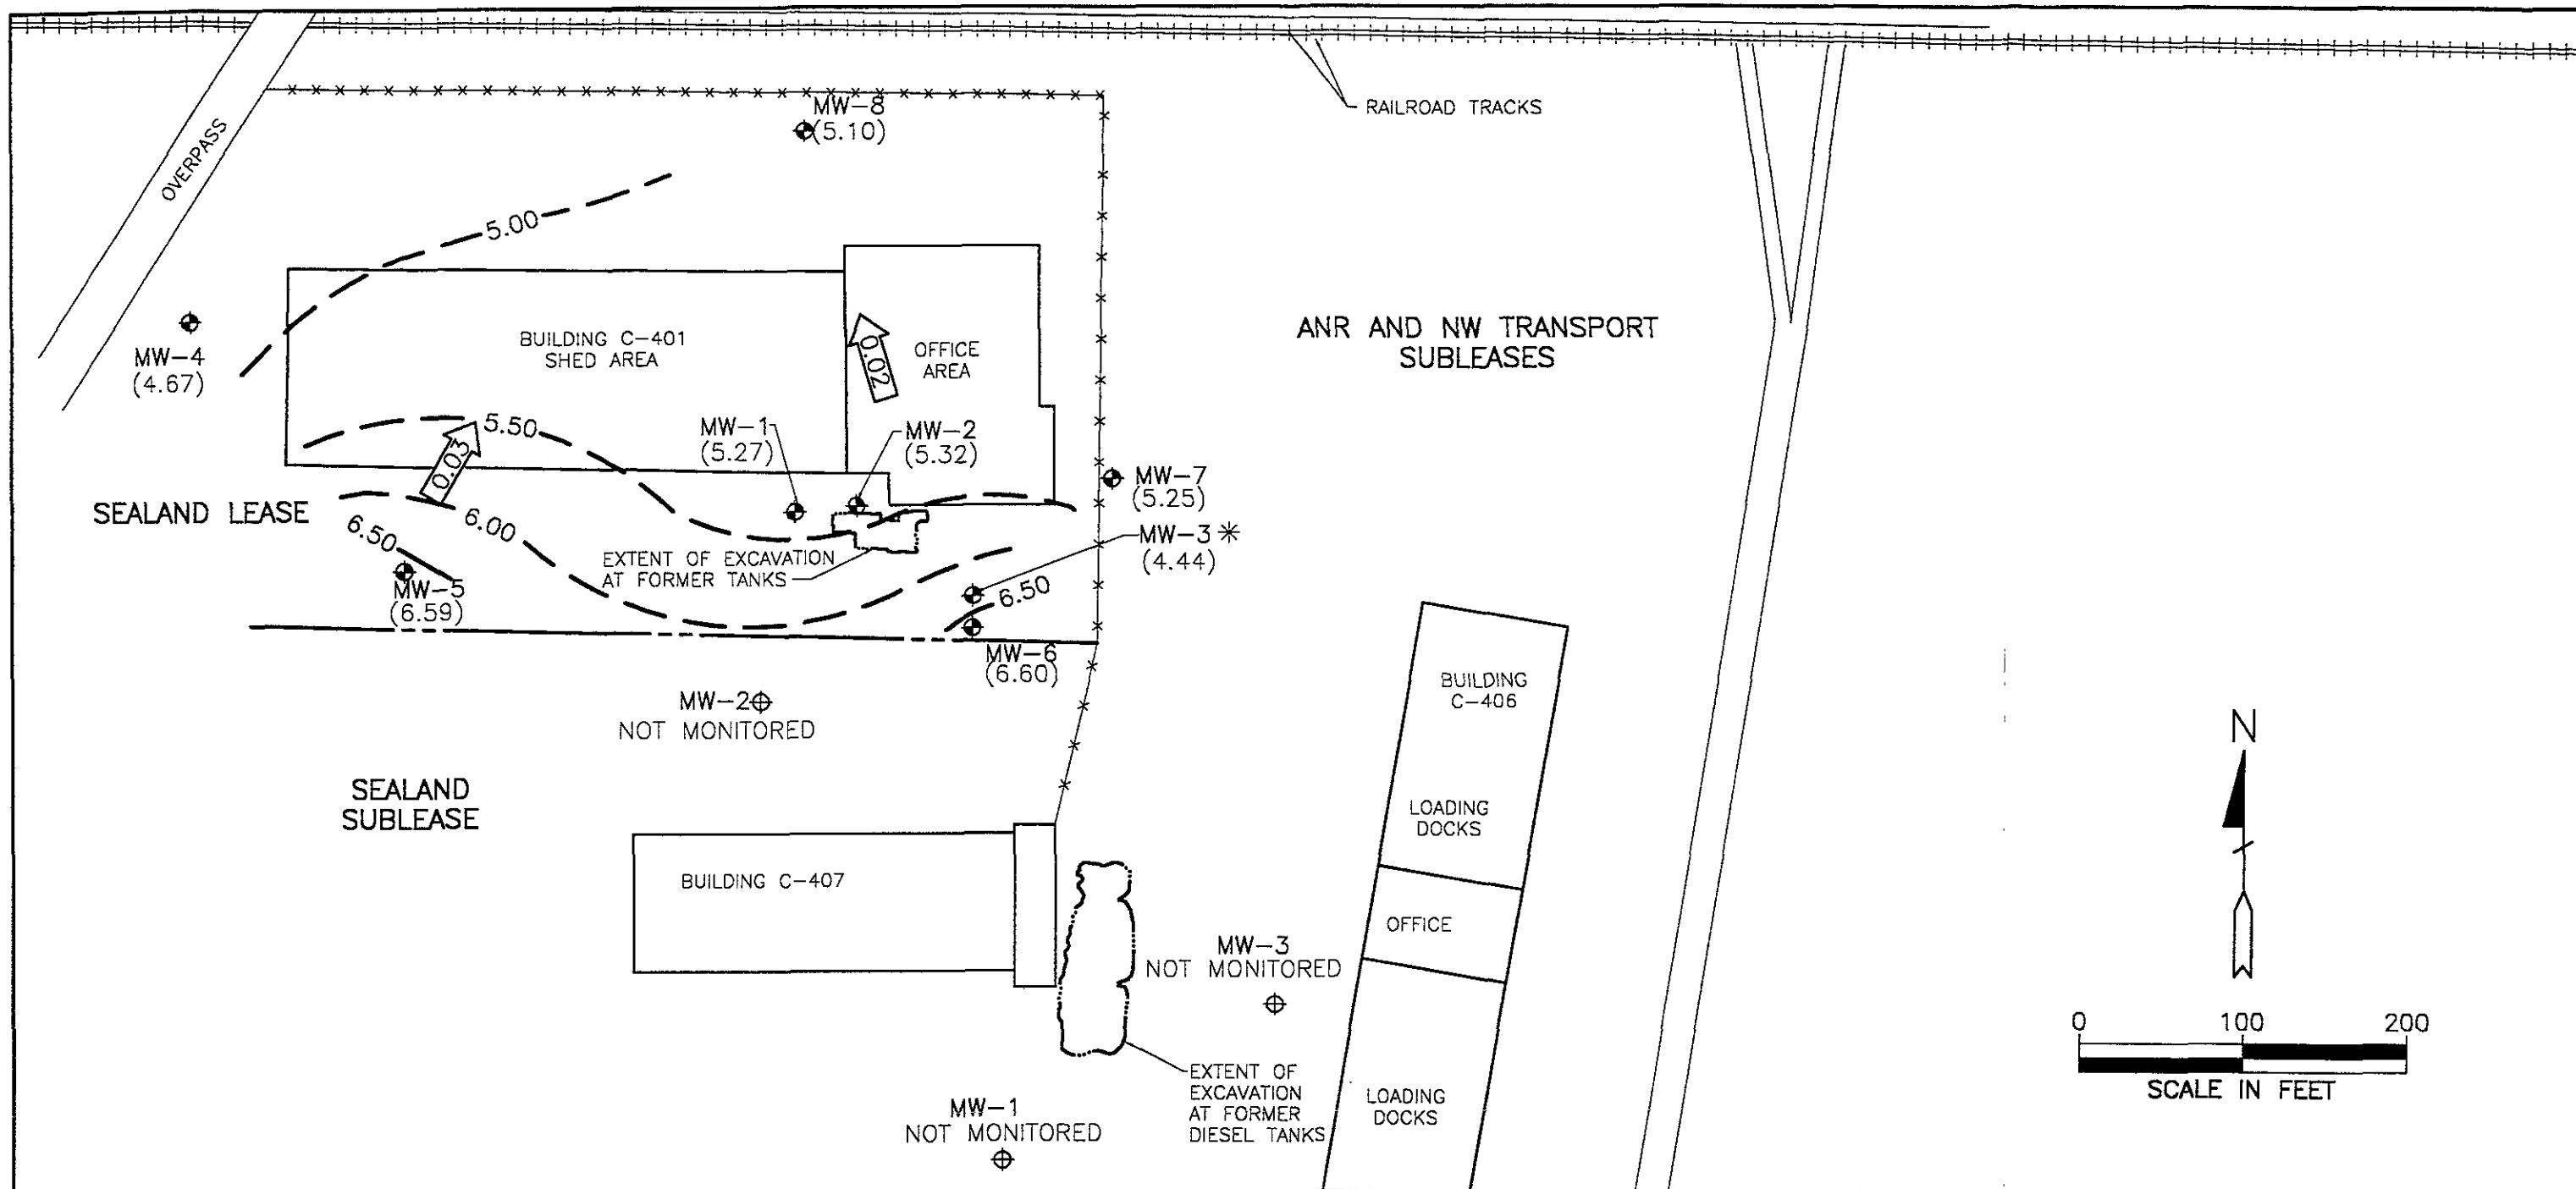 RAILROAD TRACKS
MW-8
(5.10)
OVERPASS
5.00
MW-4
(4.67)
BUILDING C-401
SHED AREA
0.02
OFFICE
AREA
ANR AND NW TRANSPORT
SUBLEASES
5.50
0.03
MW-1
(5.27)
MW-2
(5.32)
MW-7
(5.25)
SEALAND LEASE
6.50
6.00
MW-3 *
(4.44)
EXTENT OF EXCAVATION
AT FORMER TANKS
MW-5
(6.59)
6.50
MW-6
(6.60)
MW-2
NOT MONITORED
BUILDING
C-406
SEALAND
SUBLEASE
LOADING
DOCKS
N
BUILDING C-407
OFFICE
MW-3
NOT MONITORED
0 100 200
SCALE IN FEET
EXTENT OF
EXCAVATION
AT FORMER
DIESEL TANKS
LOADING
DOCKS
MW-1
NOT MONITORED